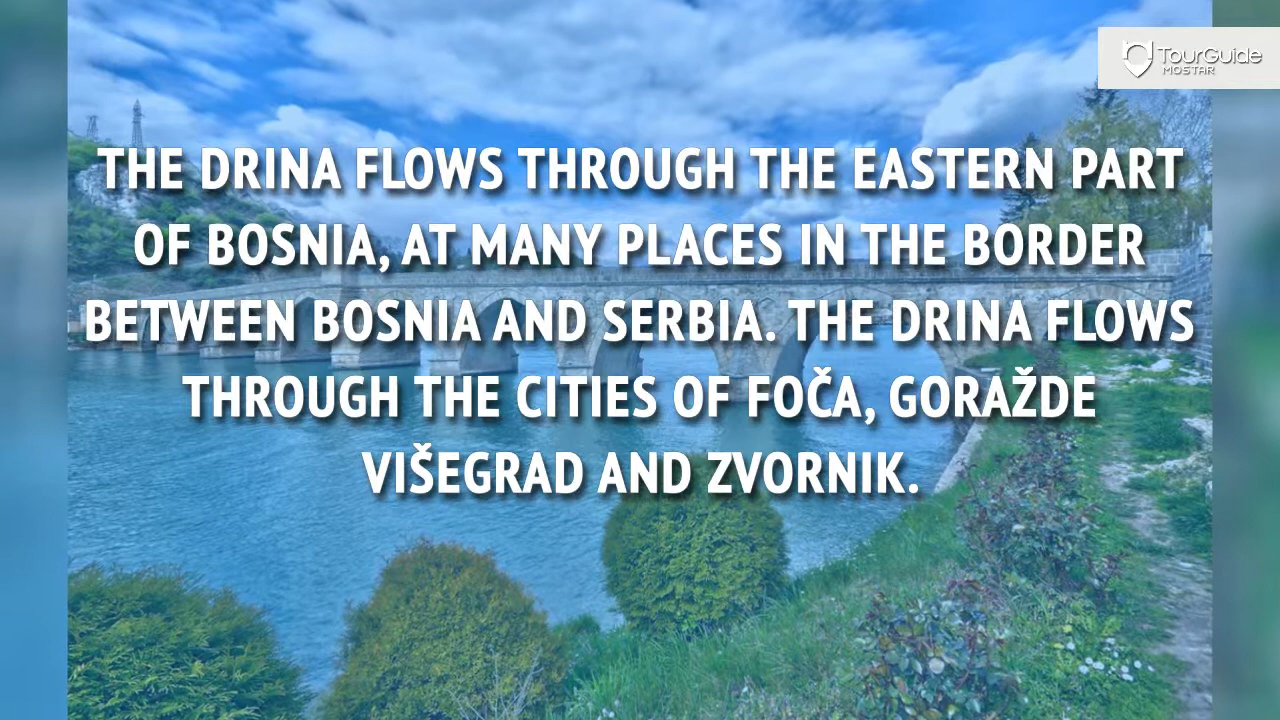 TourGuide
MOSTAR
THE DRINA FLOWS THROUGH THE EASTERN PART
OF BOSNIA, AT MANY PLACES IN THE BORDER
BETWEEN BOSNIA AND SERBIA. THE DRINA FLOWS
THROUGH THE CITIES OF FOČA, GORAŽDE
VIŠEGRAD AND ZVORNIK.